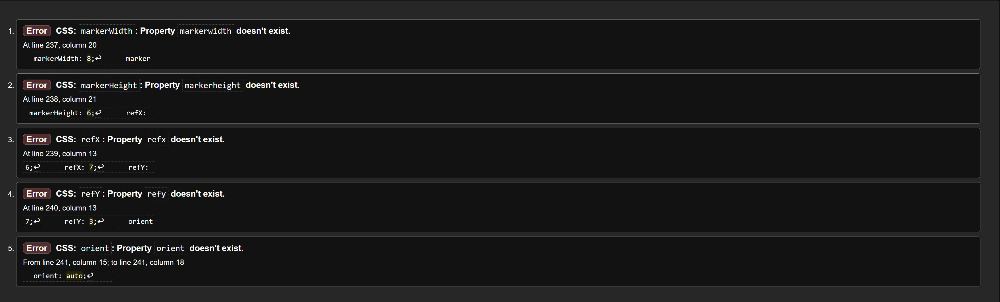 1. Error CSS: markerWidth: Property markerwidth doesn't exist.
At line 237, column 20
markerWidth: 8;↩ marker
2. Error CSS: markerHeight: Property markerheight doesn't exist.
At line 238, column 21
markerHeight: 6;↩ refX:
3. Error CSS: refX: Property refx doesn't exist.
At line 239, column 13
6;↩ refX: 7;↩ refY:
4. Error CSS: refY: Property refy doesn't exist.
At line 240, column 13
7;↩ refY: 3;↩ orient
5. Error CSS: orient: Property orient doesn't exist.
From line 241, column 15; to line 241, column 18
orient: auto;↩